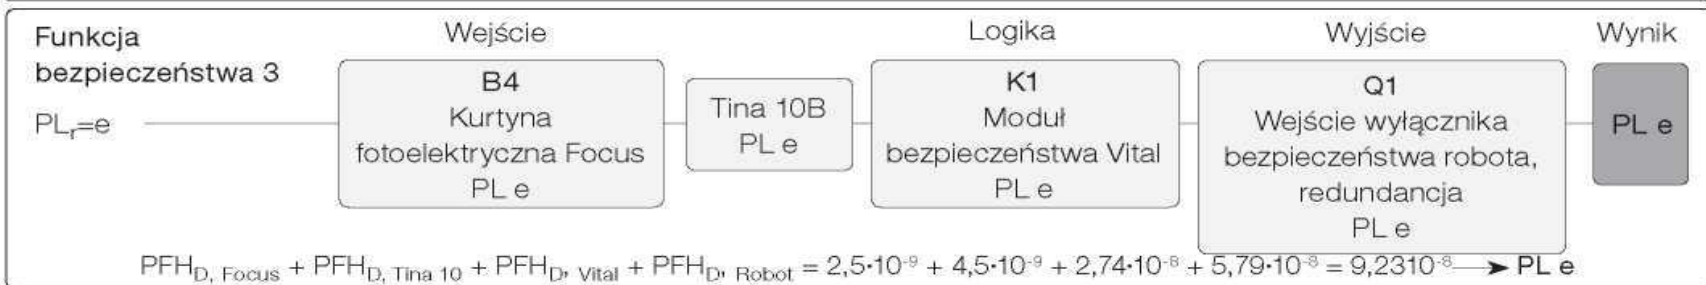 Funkcja
bezpieczeństwa 3
PLr=e
Wejście
B4
Kurtyna
fotoelektryczna Focus
PL e
Tina 10B
PL e
Logika
K1
Moduł
bezpieczeństwa Vital
PL e
Wyjście
Q1
Wejście wyłącznika
bezpieczeństwa robota,
redundancja
PL e
Wynik
PL e
PFHD, Focus + PFHD, Tina 10 + PFHD, Vital + PFHD, Robot = 2,5·10-9 + 4,5·10-9 + 2,74·10-8 + 5,79·10-8 = 9,2310-8 → PL e